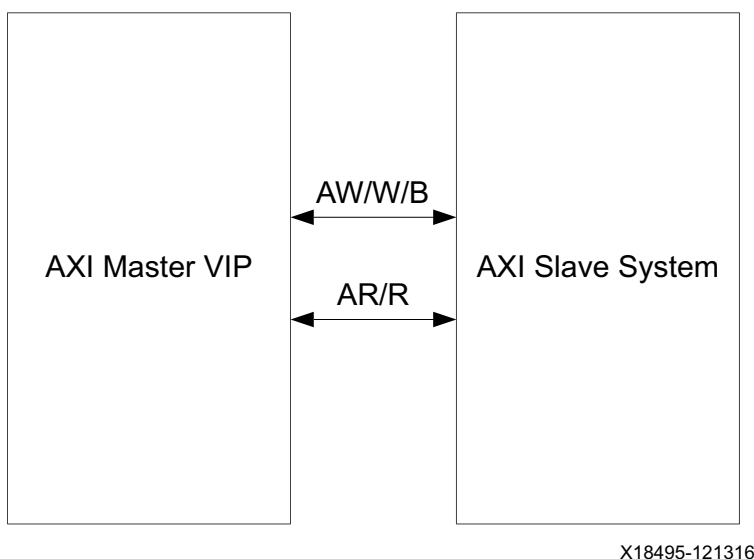 AW/W/B
AXI Master VIP
AXI Slave System
AR/R
X18495-121316